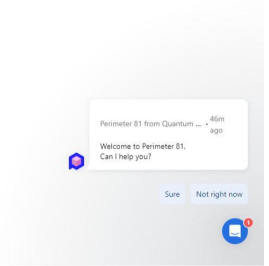 Perimeter 81 from Quantum ... • 46m
ago
Welcome to Perimeter 81.
Can I help you?
Sure Not right now
1